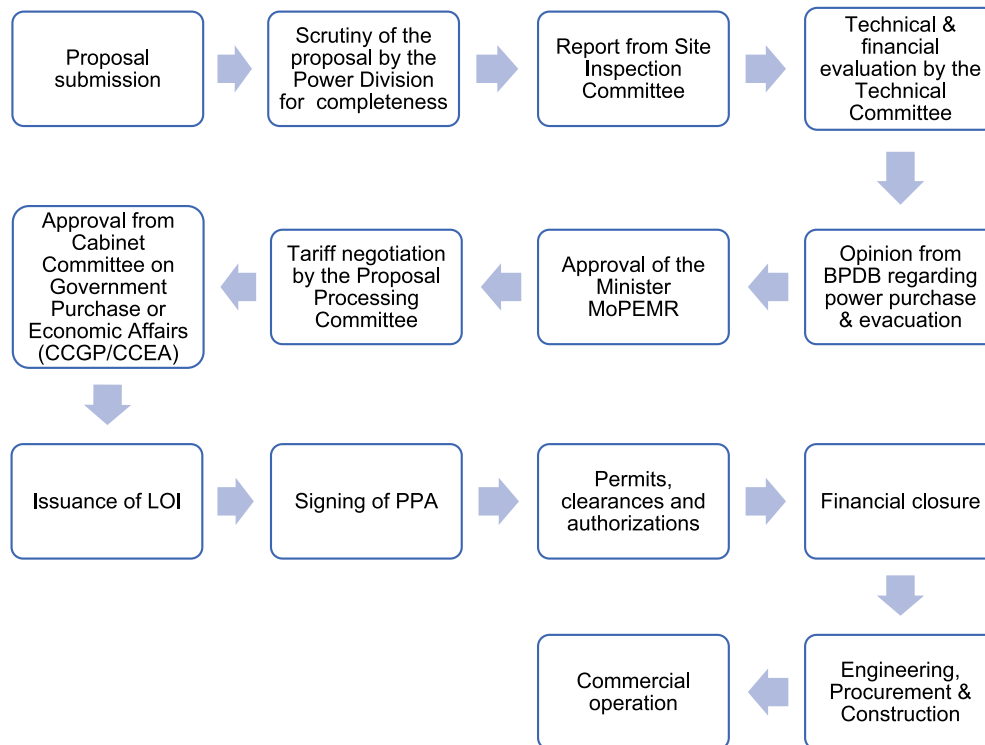 Proposal
submission
Scrutiny of the
proposal by the
Power Division
for completeness
Report from Site
Inspection
Committee
Technical &
financial
evaluation by the
Technical
Committee
Opinion from
BPDB regarding
power purchase
& evacuation
Approval of the
Minister
MoPEMR
Tariff negotiation
by the Proposal
Processing
Committee
Approval from
Cabinet
Committee on
Government
Purchase or
Economic Affairs
(CCGP/CCEA)
Issuance of LOI
Signing of PPA
Permits,
clearances and
authorizations
Financial closure
Engineering,
Procurement &
Construction
Commercial
operation